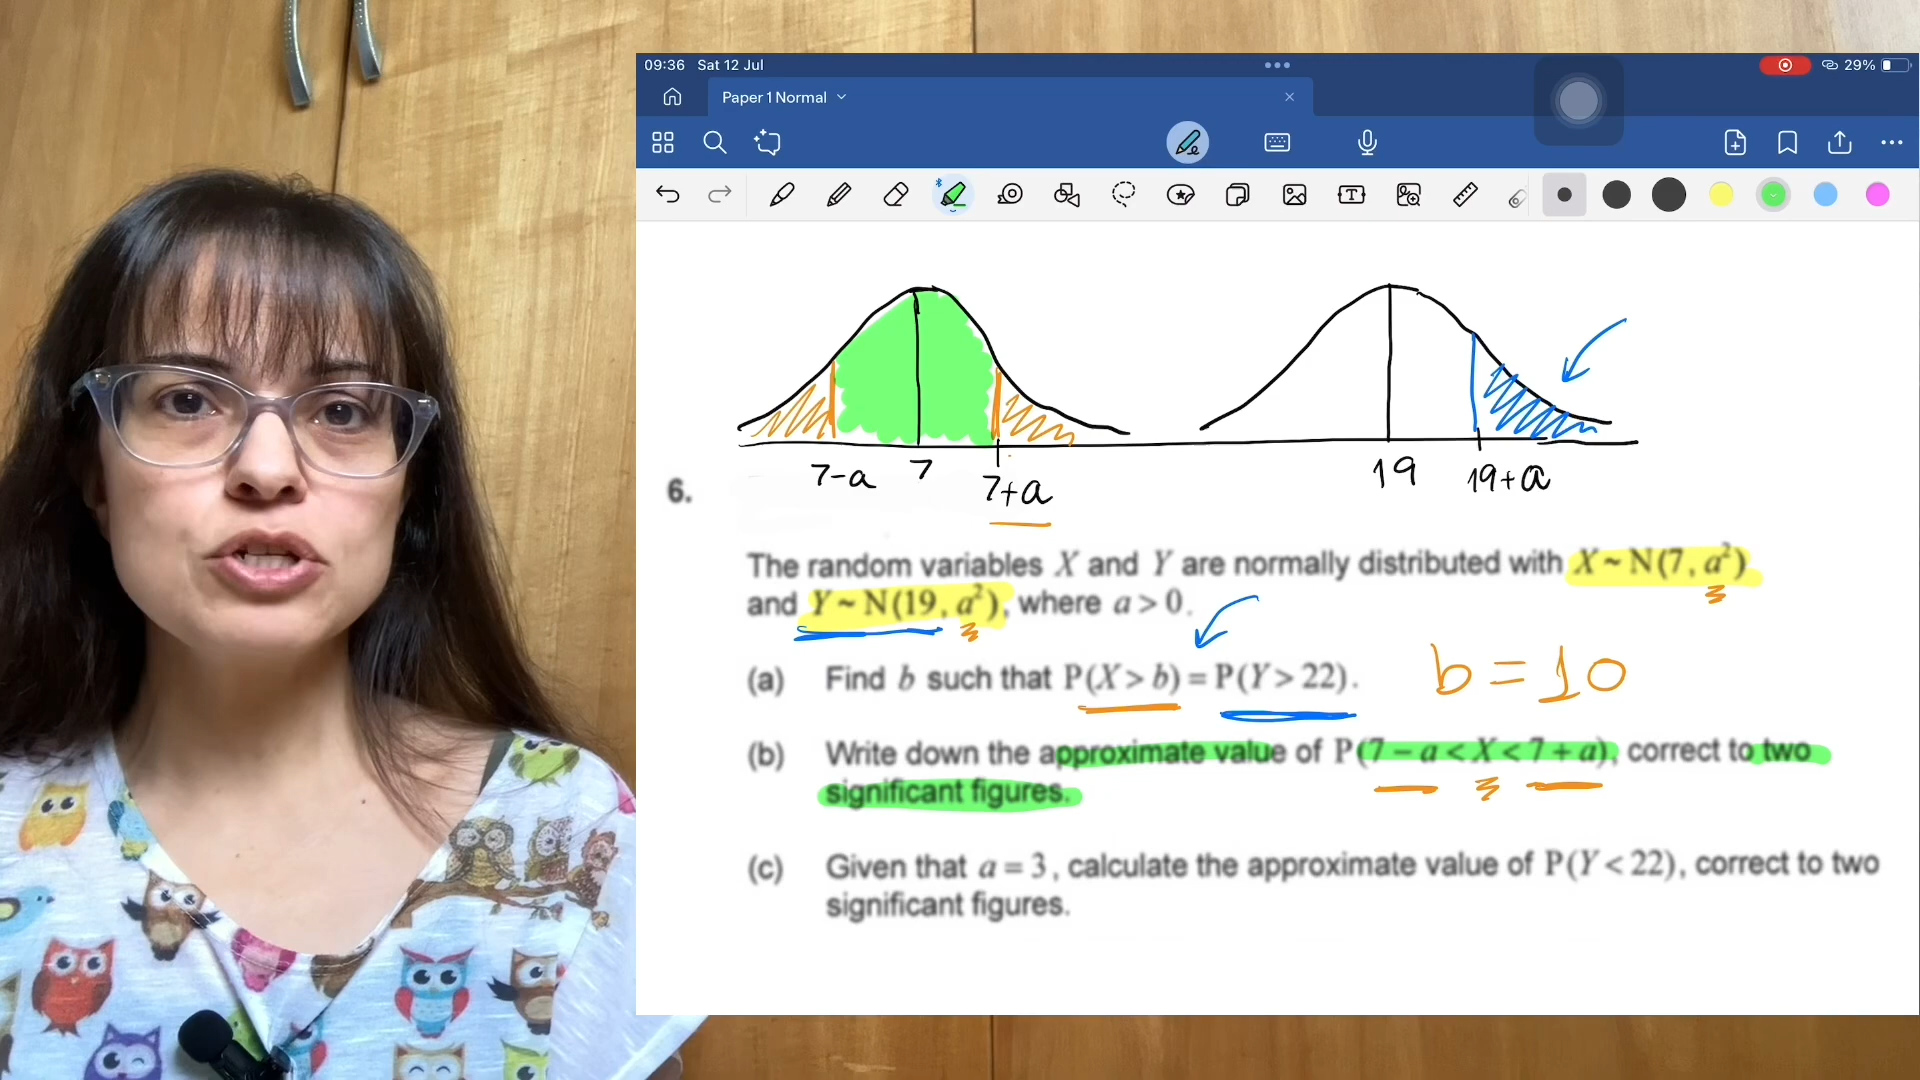 09:36 Sat 12 Jul
29%
Paper 1 Normal
7-a 7 7+a
19 19+a
6.
The random variables X and Y are normally distributed with X ~ N(7, a²)
and Y ~ N(19, a²), where a > 0.
(a) Find b such that P(X > b) = P(Y > 22).
b = 10
(b) Write down the approximate value of P(7 − a < X < 7 + a), correct to two
significant figures.
(c) Given that a = 3, calculate the approximate value of P(Y < 22), correct to two
significant figures.